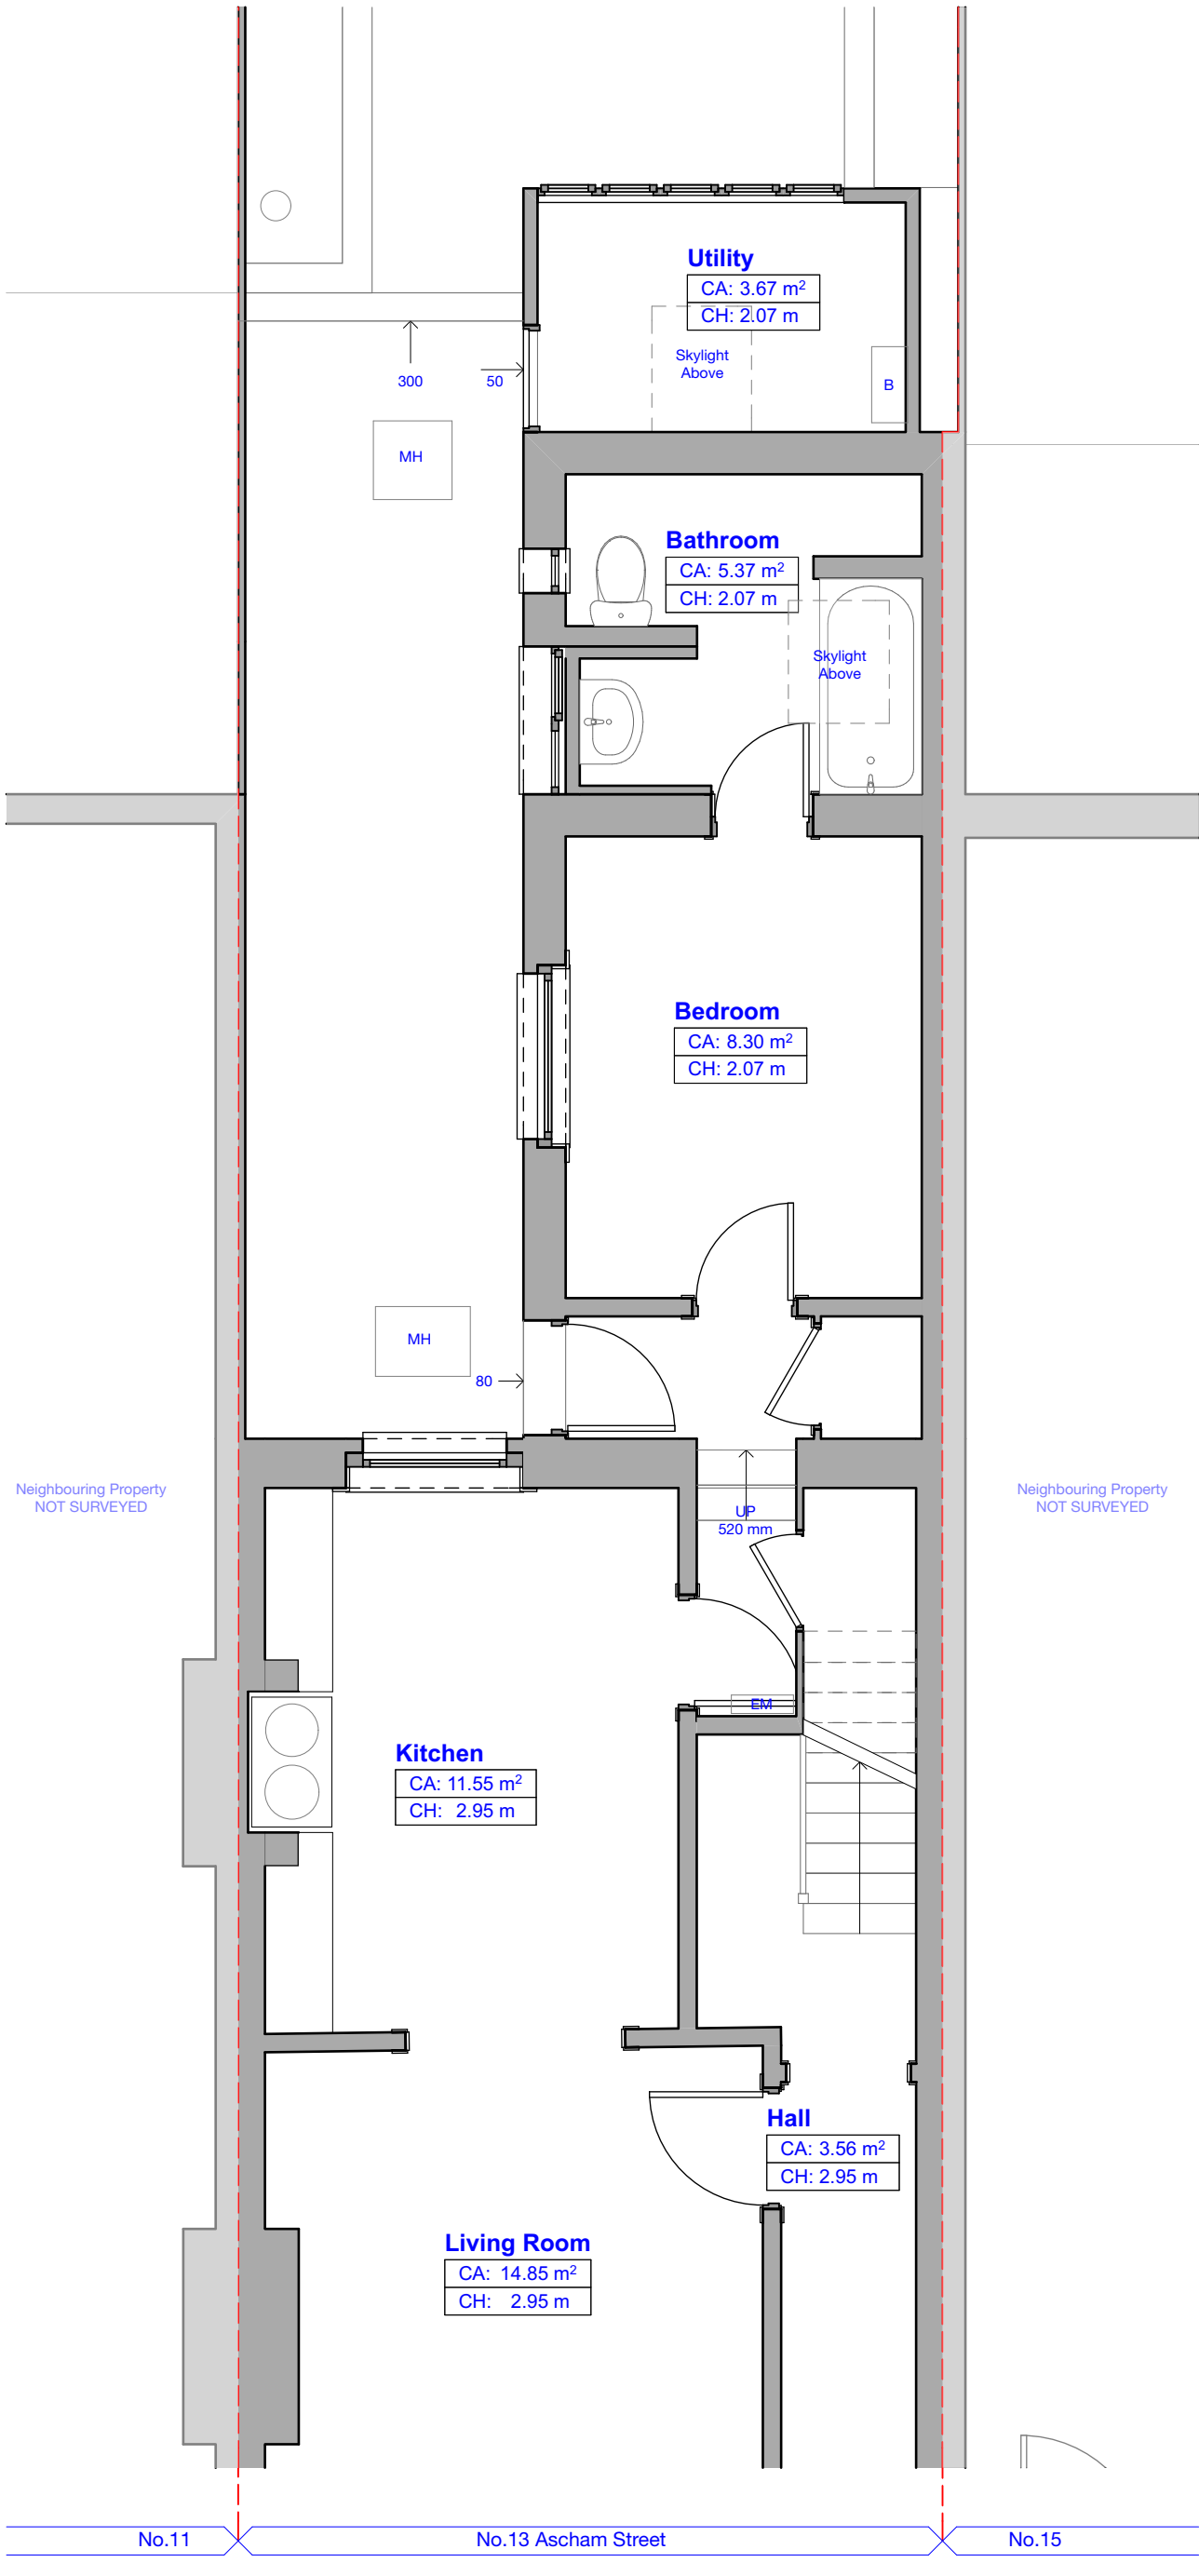 Utility
CA: 3.67 m²
CH: 2.07 m
Skylight
Above
B
300
50
MH
Bathroom
CA: 5.37 m²
CH: 2.07 m
Skylight
Above
Bedroom
CA: 8.30 m²
CH: 2.07 m
MH
80
Neighbouring Property
NOT SURVEYED
UP
520 mm
Neighbouring Property
NOT SURVEYED
EM
Kitchen
CA: 11.55 m²
CH: 2.95 m
Hall
CA: 3.56 m²
CH: 2.95 m
Living Room
CA: 14.85 m²
CH: 2.95 m
No.11
No.13 Ascham Street
No.15